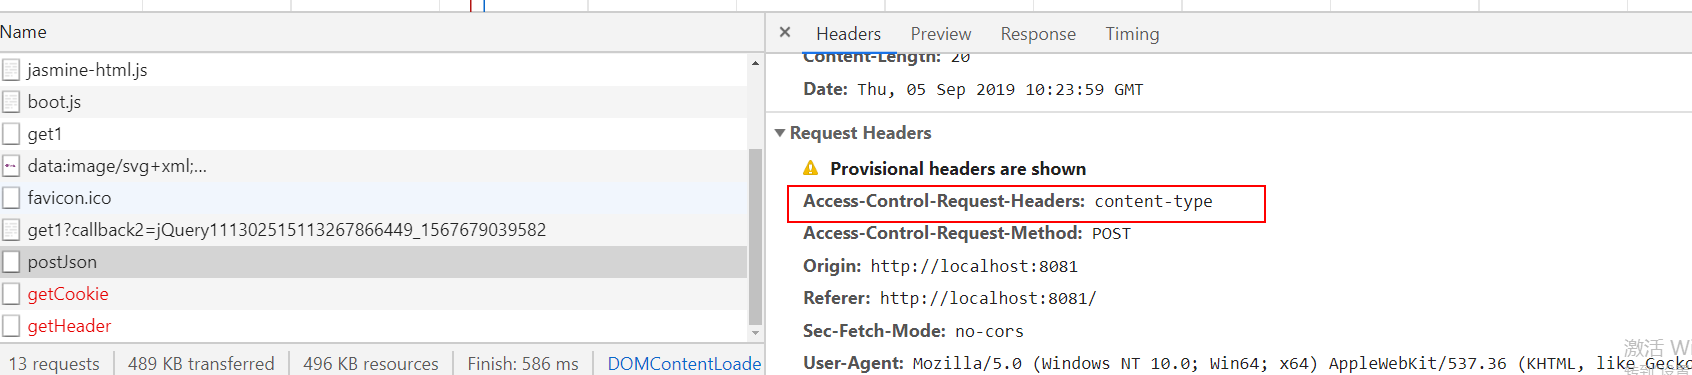 Name
jasmine-html.js
boot.js
get1
data:image/svg+xml;...
favicon.ico
get1?callback2=jQuery111302515113267866449_1567679039582
postJson
getCookie
getHeader
13 requests
489 KB transferred
496 KB resources
Finish: 586 ms
DOMContentLoade
× Headers Preview Response Timing
Content-Length: 20
Date: Thu, 05 Sep 2019 10:23:59 GMT
Request Headers
Provisional headers are shown
Access-Control-Request-Headers: content-type
Access-Control-Request-Method: POST
Origin: http://localhost:8081
Referer: http://localhost:8081/
Sec-Fetch-Mode: no-cors
User-Agent: Mozilla/5.0 (Windows NT 10.0; Win64; x64) AppleWebKit/537.36 (KHTML, like Gecko
激活 Wi